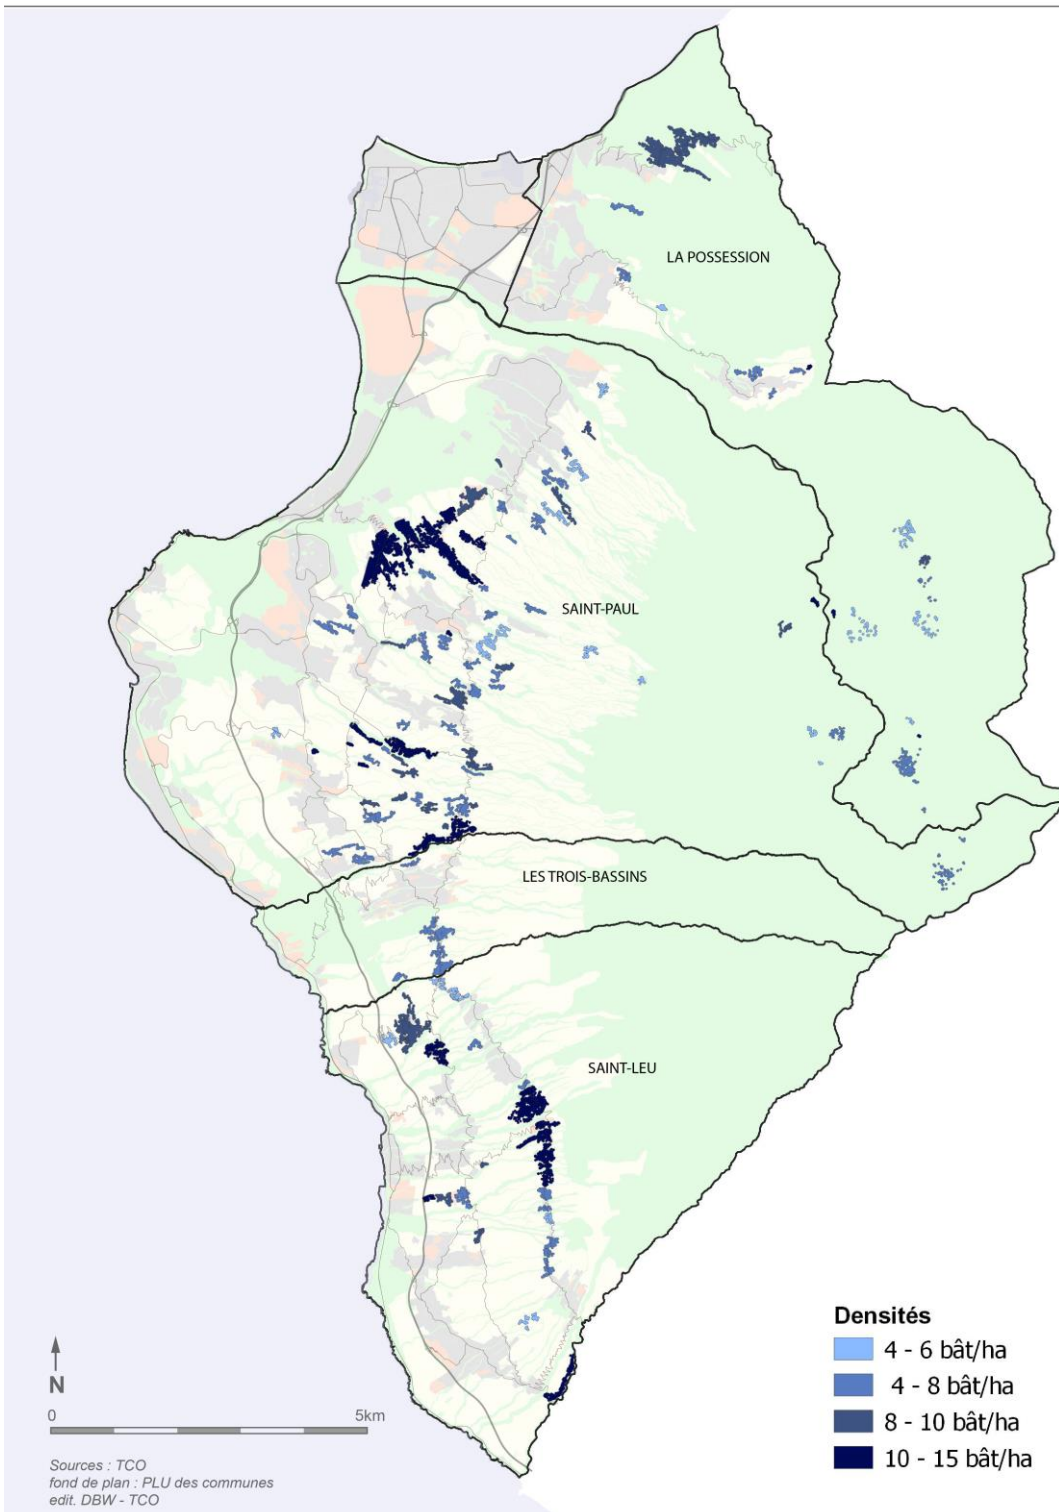 LA POSSESSION
SAINT-PAUL
LES TROIS-BASSINS
SAINT-LEU
Densités
4 - 6 bât/ha
4 - 8 bât/ha
8 - 10 bât/ha
10 - 15 bât/ha
N
0 5km
Sources : TCO
fond de plan : PLU des communes
edit. DBW - TCO